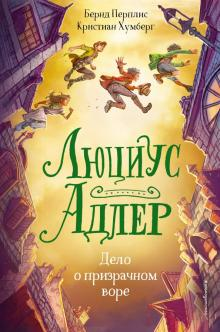 Бернд Перплис
Кристиан Хумберг
ЛЮЦИУС
АДЛЕР
Дело
о призрачном
воре